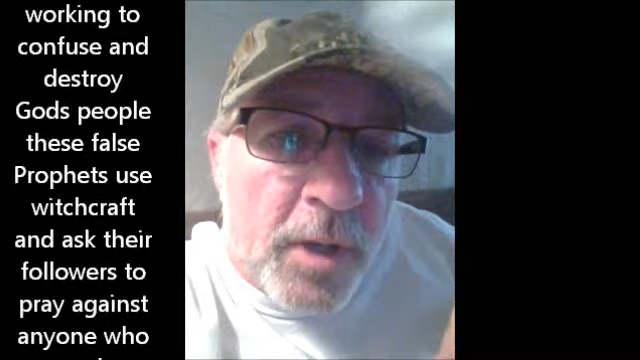 working to
confuse and
destroy
Gods people
these false
Prophets use
witchcraft
and ask their
followers to
pray against
anyone who